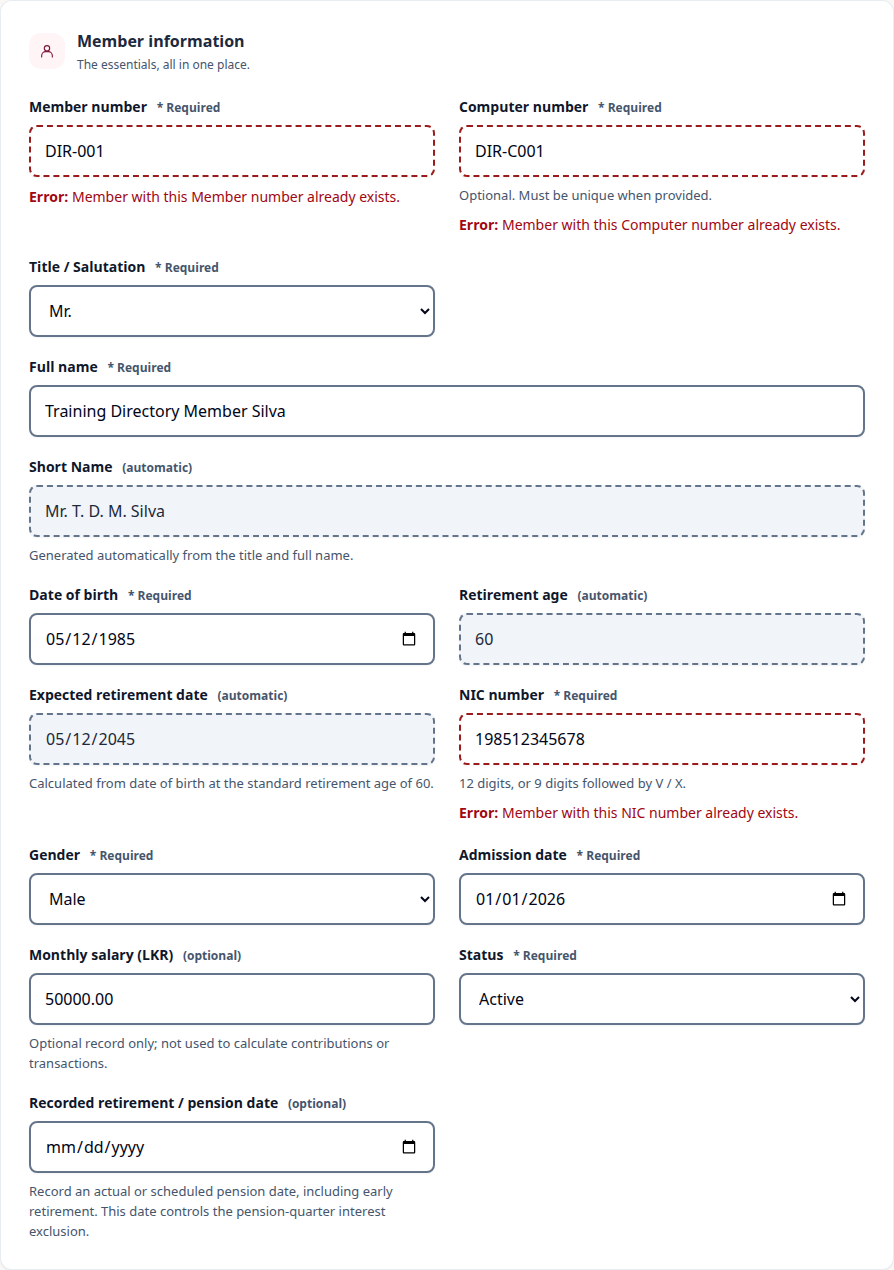 Member information
The essentials, all in one place.
Member number * Required
Computer number * Required
DIR-001
DIR-C001
Error: Member with this Member number already exists.
Optional. Must be unique when provided.
Error: Member with this Computer number already exists.
Title / Salutation * Required
Mr.
Full name * Required
Training Directory Member Silva
Short Name (automatic)
Mr. T. D. M. Silva
Generated automatically from the title and full name.
Date of birth * Required
Retirement age (automatic)
05/12/1985
60
Expected retirement date (automatic)
NIC number * Required
05/12/2045
198512345678
Calculated from date of birth at the standard retirement age of 60.
12 digits, or 9 digits followed by V / X.
Error: Member with this NIC number already exists.
Gender * Required
Admission date * Required
Male
01/01/2026
Monthly salary (LKR) (optional)
Status * Required
50000.00
Active
Optional record only; not used to calculate contributions or
transactions.
Recorded retirement / pension date (optional)
mm/dd/yyyy
Record an actual or scheduled pension date, including early
retirement. This date controls the pension-quarter interest
exclusion.